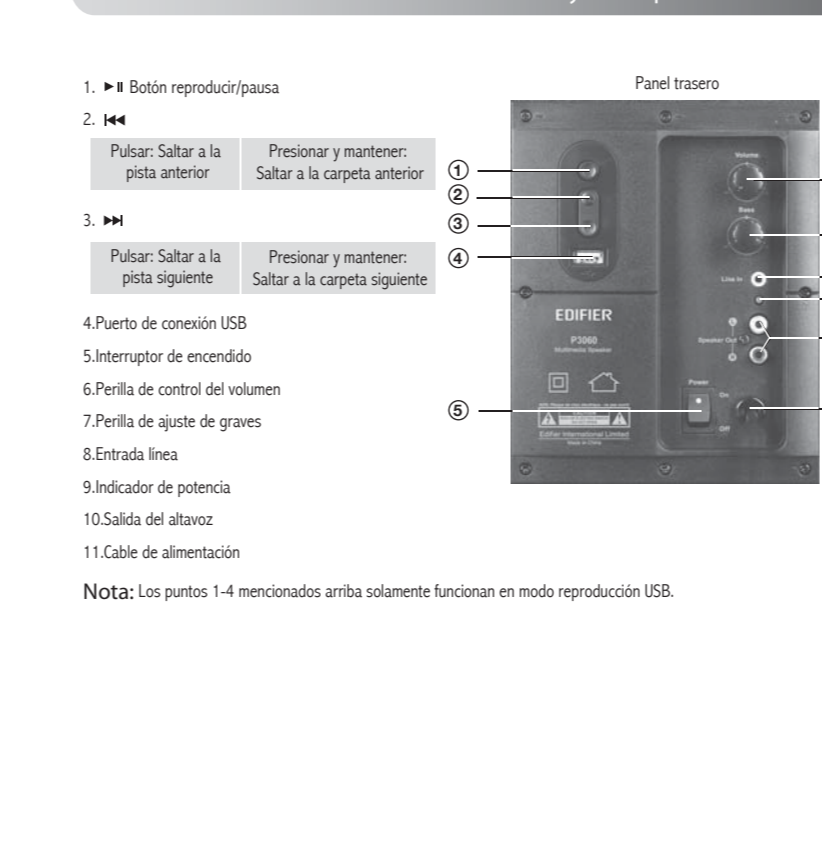 1. ▶II Botón reproducir/pausa
2. |◀◀
Pulsar: Saltar a la
pista anterior
Presionar y mantener:
Saltar a la carpeta anterior
3. ▶▶|
Pulsar: Saltar a la
pista siguiente
Presionar y mantener:
Saltar a la carpeta siguiente
4.Puerto de conexión USB
5.Interruptor de encendido
6.Perilla de control del volumen
7.Perilla de ajuste de graves
8.Entrada línea
9.Indicador de potencia
10.Salida del altavoz
11.Cable de alimentación
Nota: Los puntos 1-4 mencionados arriba solamente funcionan en modo reproducción USB.
Panel trasero
①
②
③
④
⑤
Volume
Bass
Line In
Speaker Out
EDIFIER
P3060
Multimedia Speaker
Power
On
Off
Edifier International Limited
Made in China